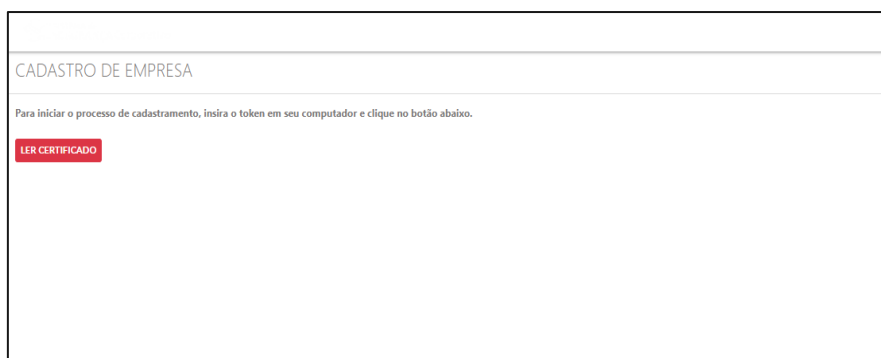 CADASTRO DE EMPRESA
Para iniciar o processo de cadastramento, insira o token em seu computador e clique no botão abaixo.
LER CERTIFICADO